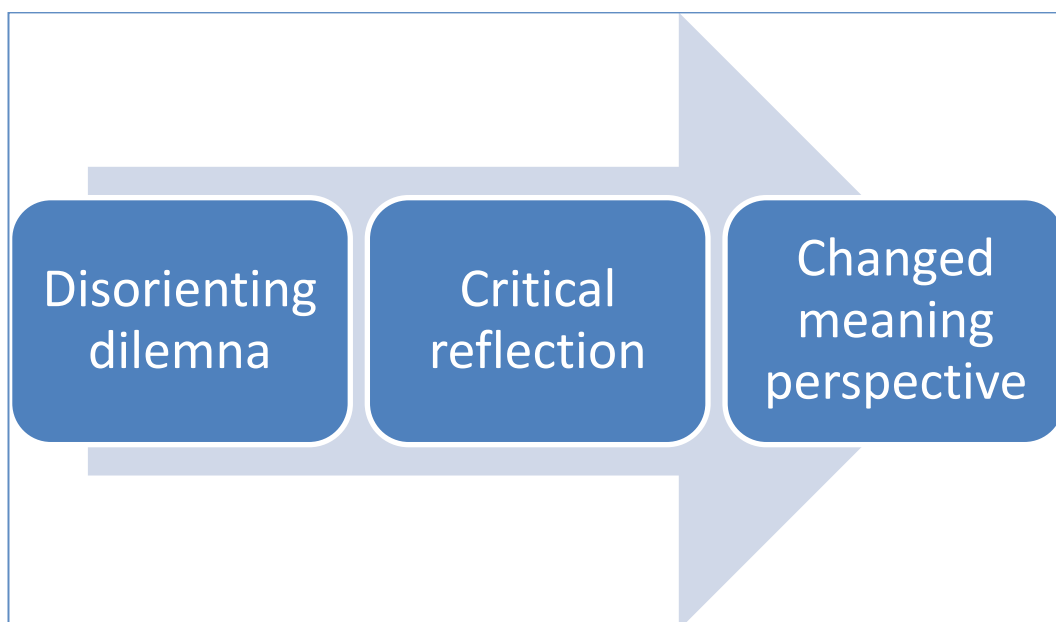 Disorienting
dilemna
Critical
reflection
Changed
meaning
perspective